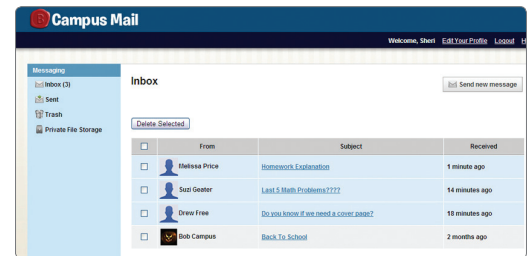 Campus Mail
Welcome, Sheri Edit Your Profile Logout
Messaging
Inbox (3)
Sent
Trash
Private File Storage
Inbox
Send new message
Delete Selected
From Subject Received
Melissa Price Homework Explanation 1 minute ago
Suzi Geater Last 5 Math Problems???? 14 minutes ago
Drew Free Do you know if we need a cover page? 18 minutes ago
Bob Campus Back To School 2 months ago